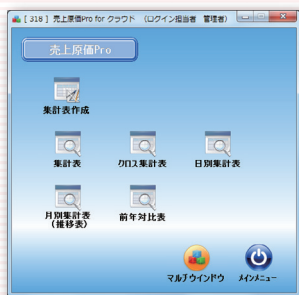 [ 318 ] 売上原価Pro for クラウド （ログイン担当者 管理者）
売上原価Pro
集計表作成
集計表 クロス集計表 日別集計表
月別集計表 前年対比表
（推移表）
マルチウインドウ メインメニュー